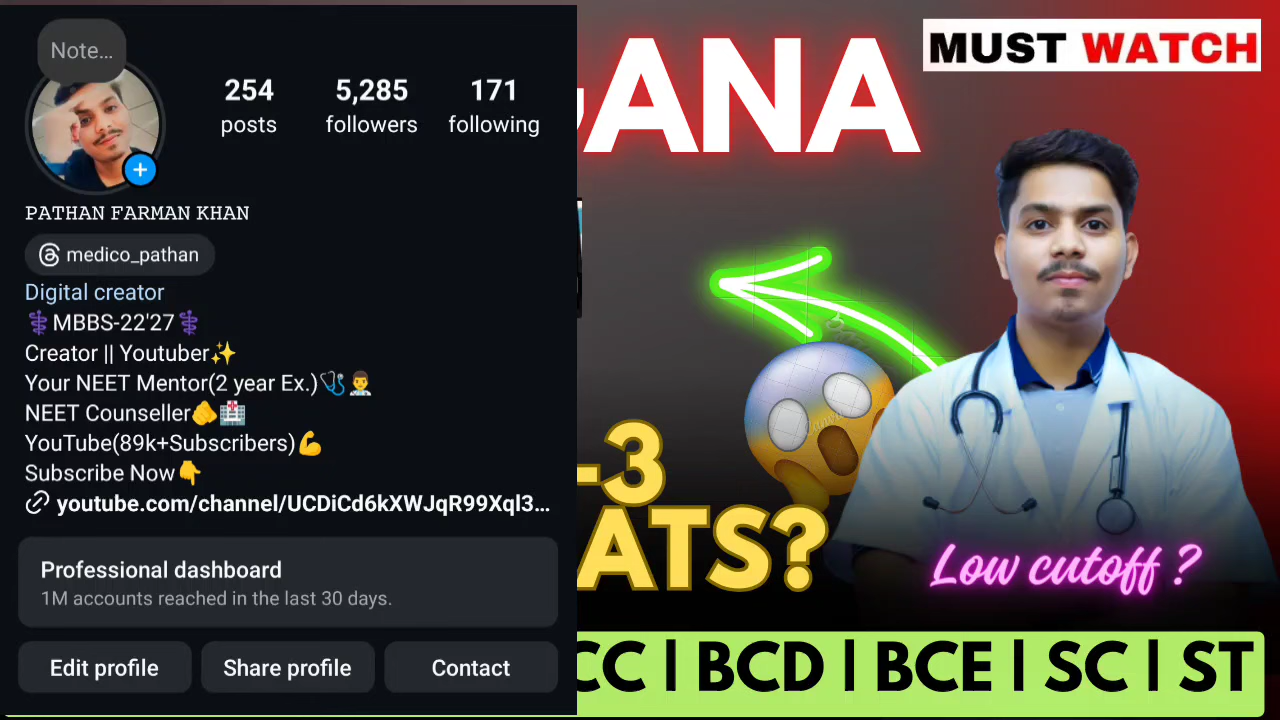 Note...
254
posts
5,285
followers
171
following
PATHAN FARMAN KHAN
medico_pathan
Digital creator
⚕️MBBS-22'27⚕️
Creator || Youtuber✨
Your NEET Mentor(2 year Ex.)🩺👨‍⚕️
NEET Counseller🫵🏥
YouTube(89k+Subscribers)💪
Subscribe Now👇
youtube.com/channel/UCDiCd6kXWJqR99Xql3...
Professional dashboard
1M accounts reached in the last 30 days.
Edit profile
Share profile
Contact
MUST WATCH
ANA
-3
ATS?
Low cutoff ?
CC | BCD | BCE | SC | ST